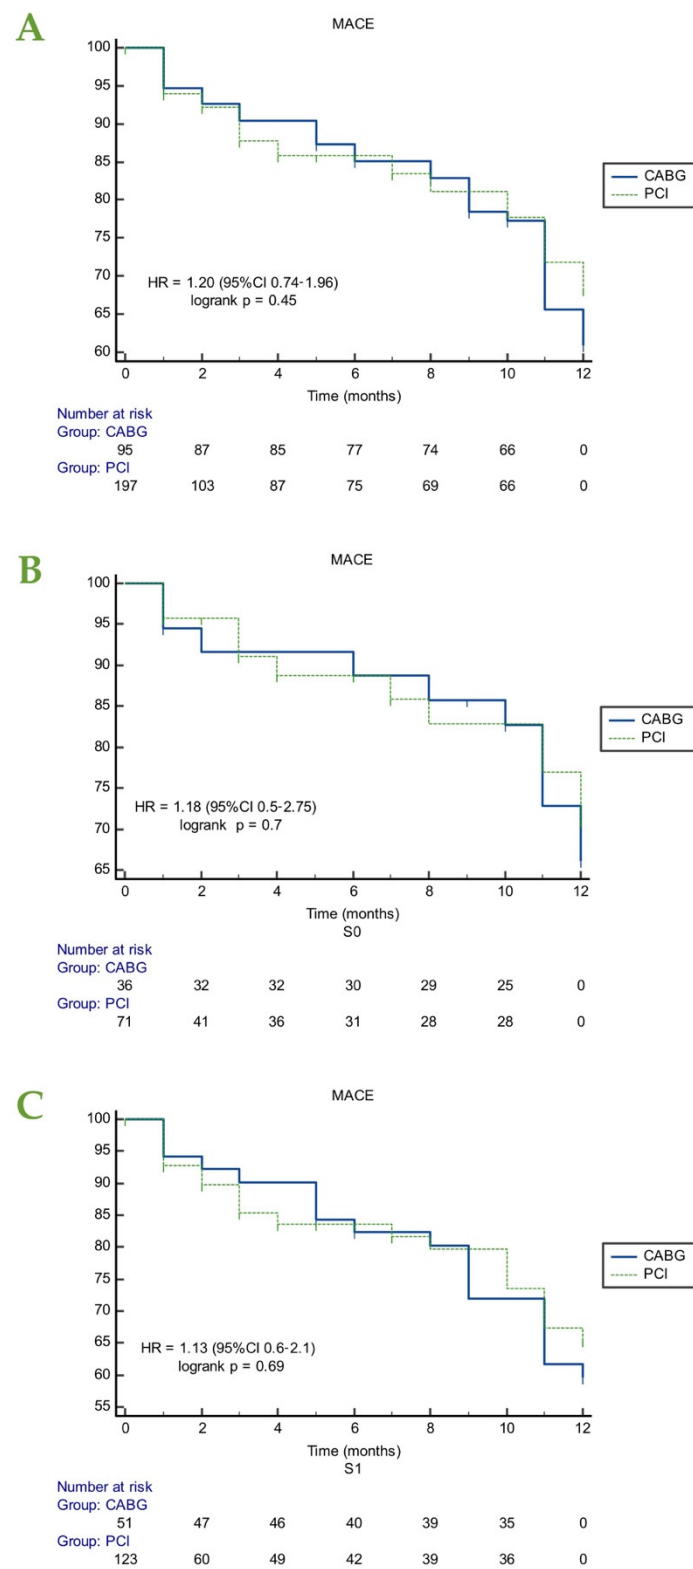 A
MACE
100
95
90
85
80
75
70
65
60
HR = 1.20 (95%CI 0.74-1.96)
logrank p = 0.45
CABG
PCI
0 2 4 6 8 10 12
Time (months)
Number at risk
Group: CABG
95 87 85 77 74 66 0
Group: PCI
197 103 87 75 69 66 0
B
MACE
100
95
90
85
80
75
70
65
HR = 1.18 (95%CI 0.5-2.75)
logrank p = 0.7
CABG
PCI
0 2 4 6 8 10 12
Time (months)
S0
Number at risk
Group: CABG
36 32 32 30 29 25 0
Group: PCI
71 41 36 31 28 28 0
C
MACE
100
95
90
85
80
75
70
65
60
55
HR = 1.13 (95%CI 0.6-2.1)
logrank p = 0.69
CABG
PCI
0 2 4 6 8 10 12
Time (months)
S1
Number at risk
Group: CABG
51 47 46 40 39 35 0
Group: PCI
123 60 49 42 39 36 0